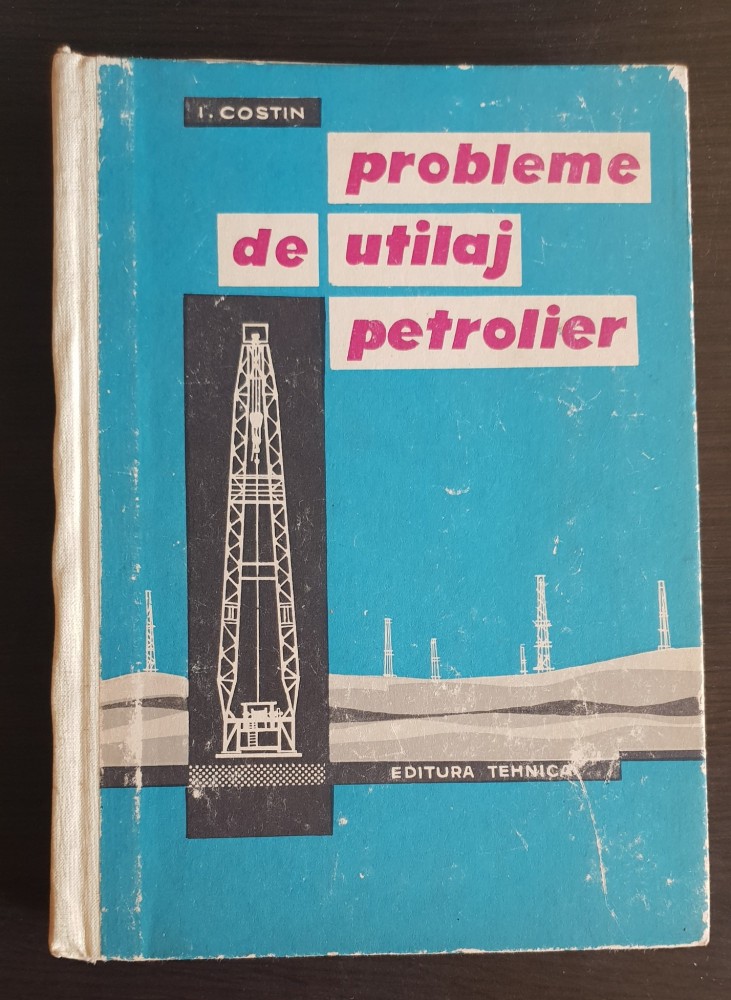 I. COSTIN
probleme
de utilaj
petrolier
EDITURA TEHNICA